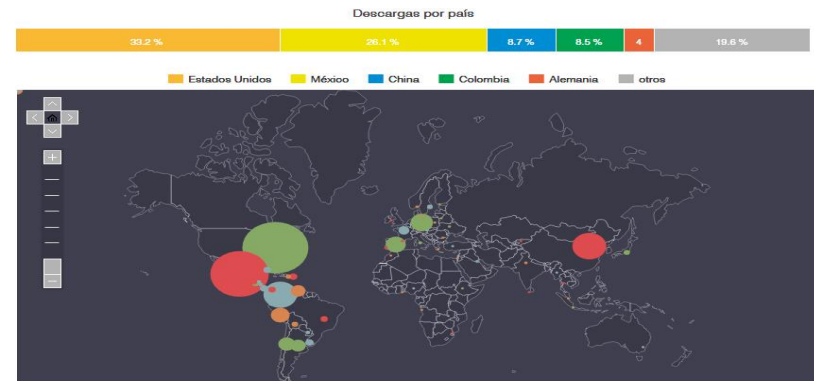 Descargas por país
33.2 % 26.1 % 8.7 % 8.5 % 4 19.6 %
Estados Unidos México China Colombia Alemania otros